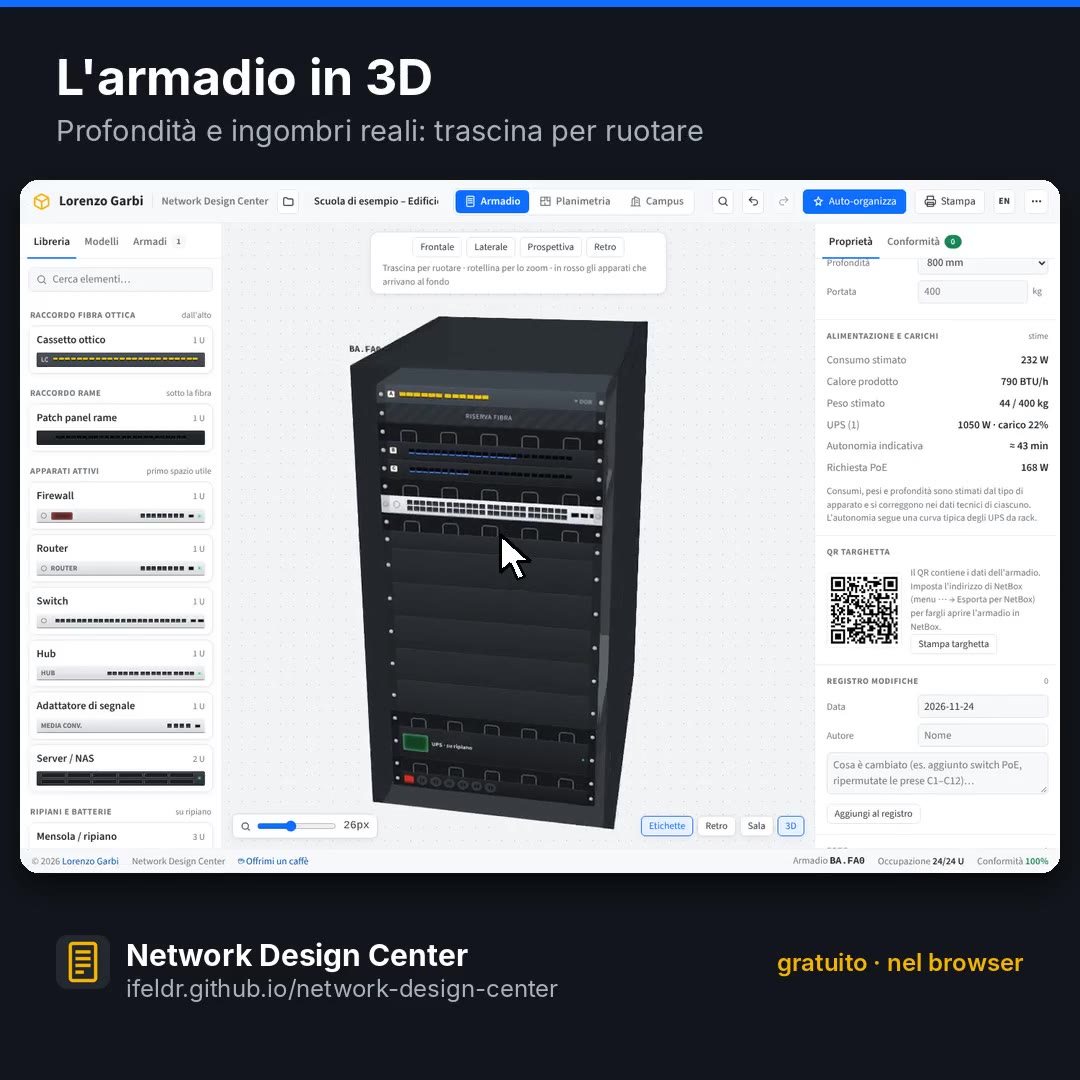 L'armadio in 3D
Profondità e ingombri reali: trascina per ruotare
Lorenzo Garbi
Network Design Center
Scuola di esempio – Edifici
Armadio
Planimetria
Campus
Auto-organizza
Stampa
EN
Libreria
Modelli
Armadi 1
Cerca elementi…
RACCORDO FIBRA OTTICA dall'alto
Cassetto ottico 1 U
LC
RACCORDO RAME sotto la fibra
Patch panel rame 1 U
APPARATI ATTIVI primo spazio utile
Firewall 1 U
Router 1 U
ROUTER
Switch 1 U
Hub 1 U
HUB
Adattatore di segnale 1 U
MEDIA CONV.
Server / NAS 2 U
RIPIANI E BATTERIE su ripiano
Mensola / ripiano 3 U
Frontale
Laterale
Prospettiva
Retro
Trascina per ruotare · rotellina per lo zoom · in rosso gli apparati che
arrivano al fondo
BA.FA0
A
RISERVA FIBRA
B
C
UPS · su ripiano
26px
Etichette
Retro
Sala
3D
Proprietà
Conformità 0
Profondità 800 mm
Portata 400 kg
ALIMENTAZIONE E CARICHI stime
Consumo stimato 232 W
Calore prodotto 790 BTU/h
Peso stimato 44 / 400 kg
UPS (1) 1050 W · carico 22%
Autonomia indicativa ≈ 43 min
Richiesta PoE 168 W
Consumi, pesi e profondità sono stimati dal tipo di
apparato e si correggono nei dati tecnici di ciascuno.
L'autonomia segue una curva tipica degli UPS da rack.
QR TARGHETTA
Il QR contiene i dati dell'armadio.
Imposta l'indirizzo di NetBox
(menu ⋯ → Esporta per NetBox)
per fargli aprire l'armadio in
NetBox.
Stampa targhetta
REGISTRO MODIFICHE 0
Data 2026-11-24
Autore Nome
Cosa è cambiato (es. aggiunto switch PoE,
ripermutate le prese C1–C12)…
Aggiungi al registro
© 2026 Lorenzo Garbi
Network Design Center
Offrimi un caffè
Armadio BA.FA0
Occupazione 24/24 U
Conformità 100%
Network Design Center
ifeldr.github.io/network-design-center
gratuito · nel browser